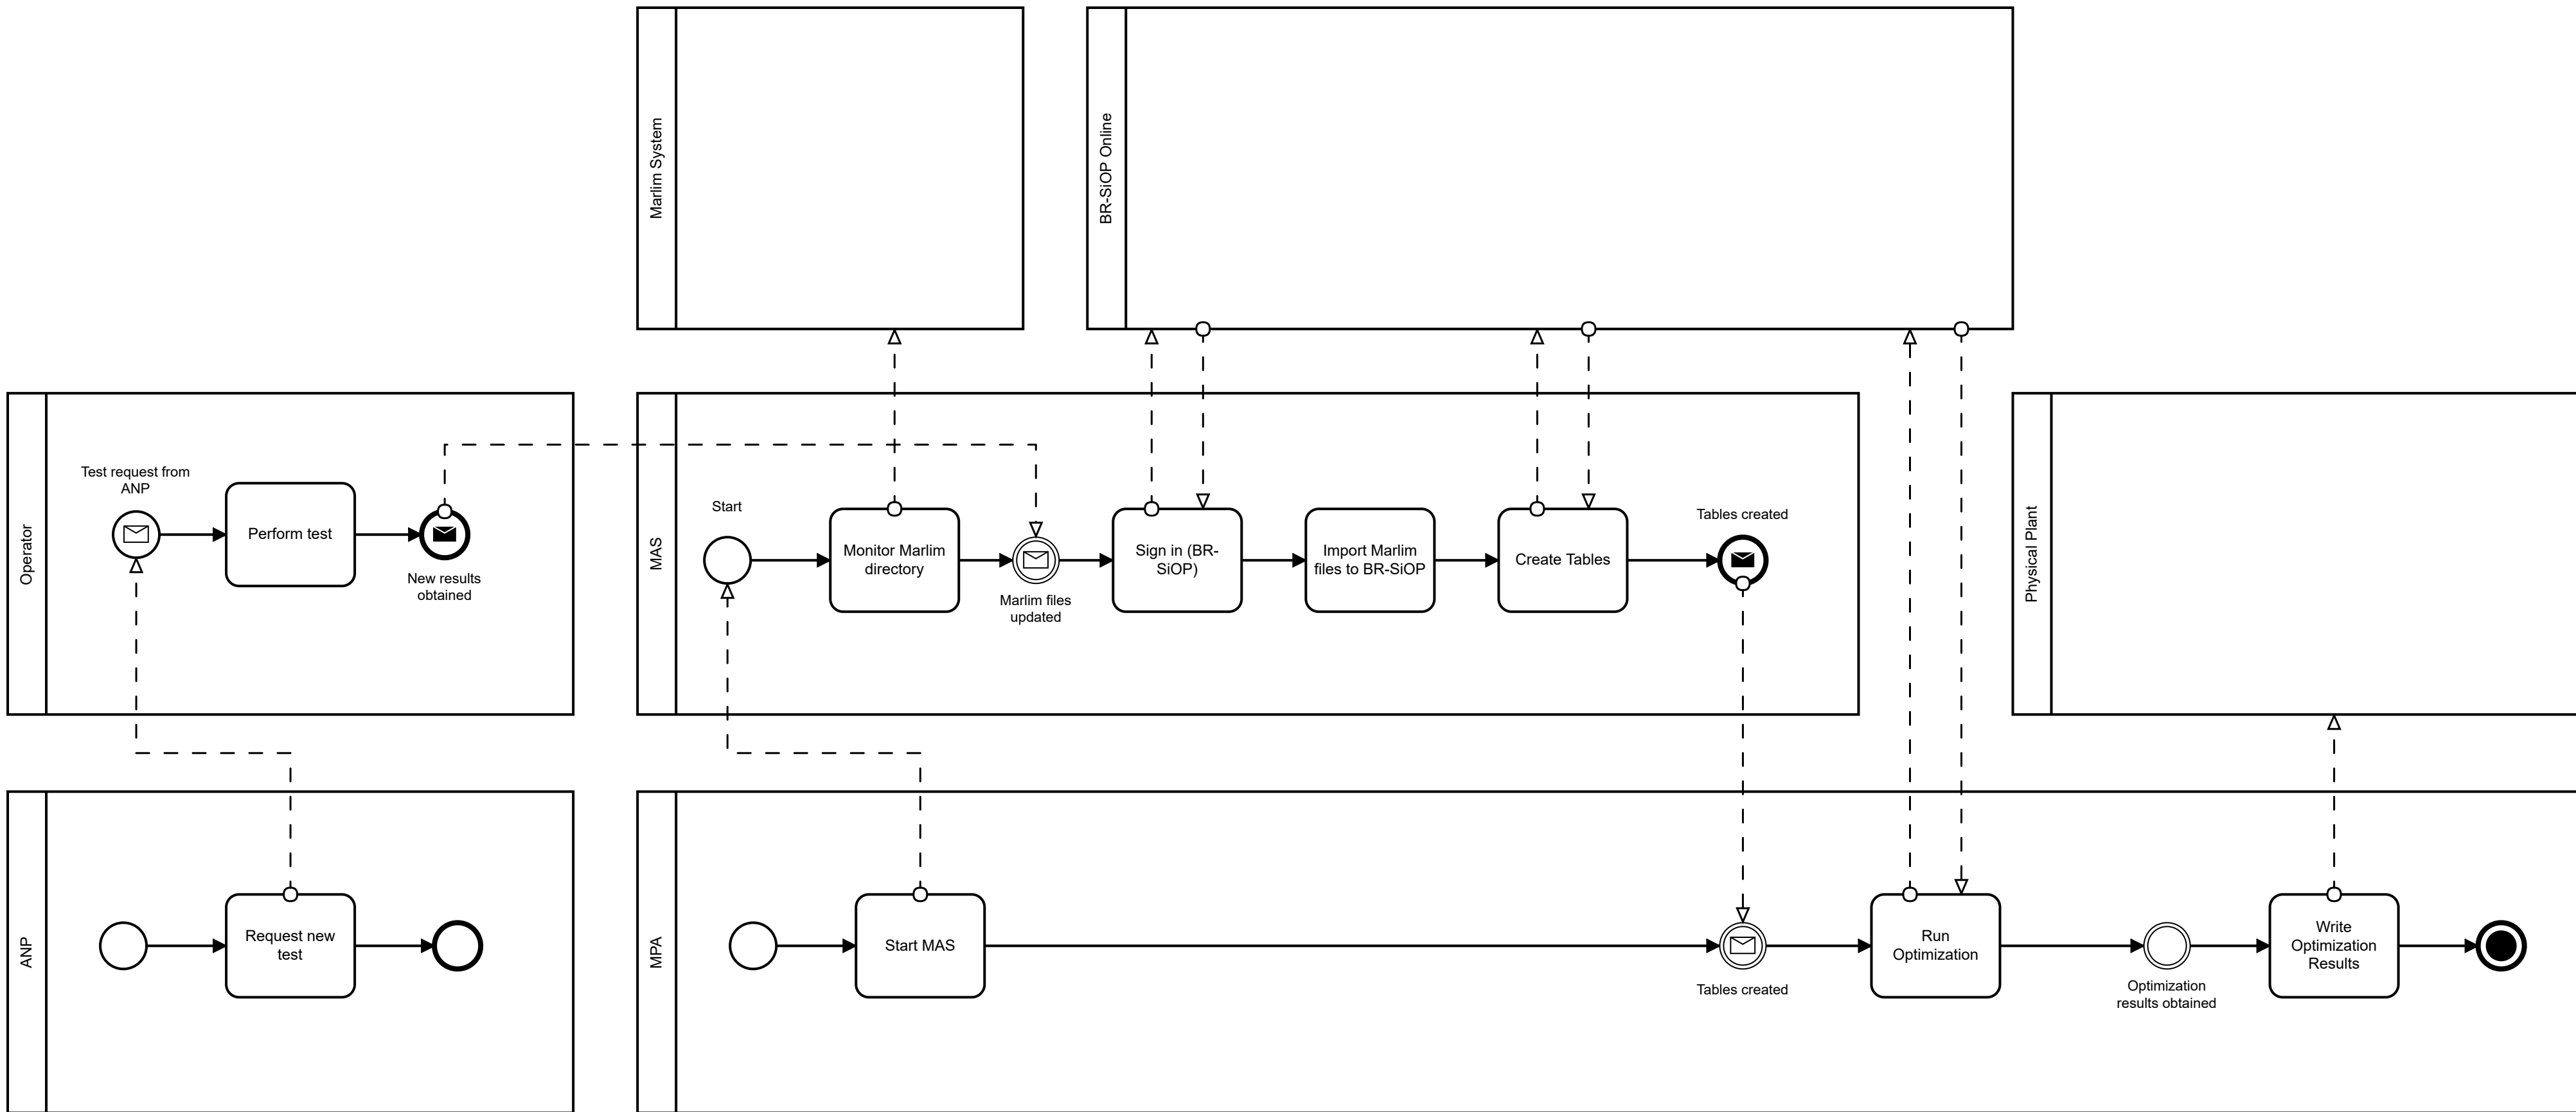 Marlim System
BR-SiOP Online
Operator
Test request from
ANP
Perform test
New results
obtained
MAS
Start
Monitor Marlim
directory
Marlim files
updated
Sign in (BR-
SiOP)
Import Marlim
files to BR-SiOP
Create Tables
Tables created
Physical Plant
ANP
Request new
test
MPA
Start MAS
Tables created
Run
Optimization
Optimization
results obtained
Write
Optimization
Results